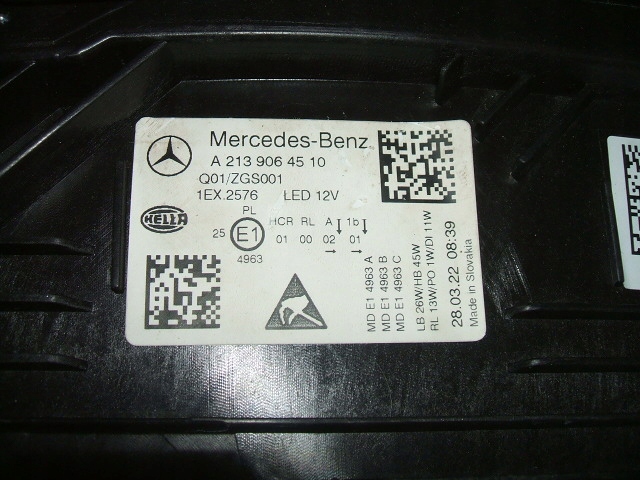 Mercedes-Benz
A 213 906 45 10
Q01/ZGS001
1EX.2576 LED 12V
HELLA
PL
25 E1
4963
HCR RL A 1b
01 00 02 01
MD E1 4963 A
MD E1 4963 B
MD E1 4963 C
LB 26W/HB 45W
RL 13W/PO 1W/DI 11W
28.03.22 08:39
Made in Slovakia